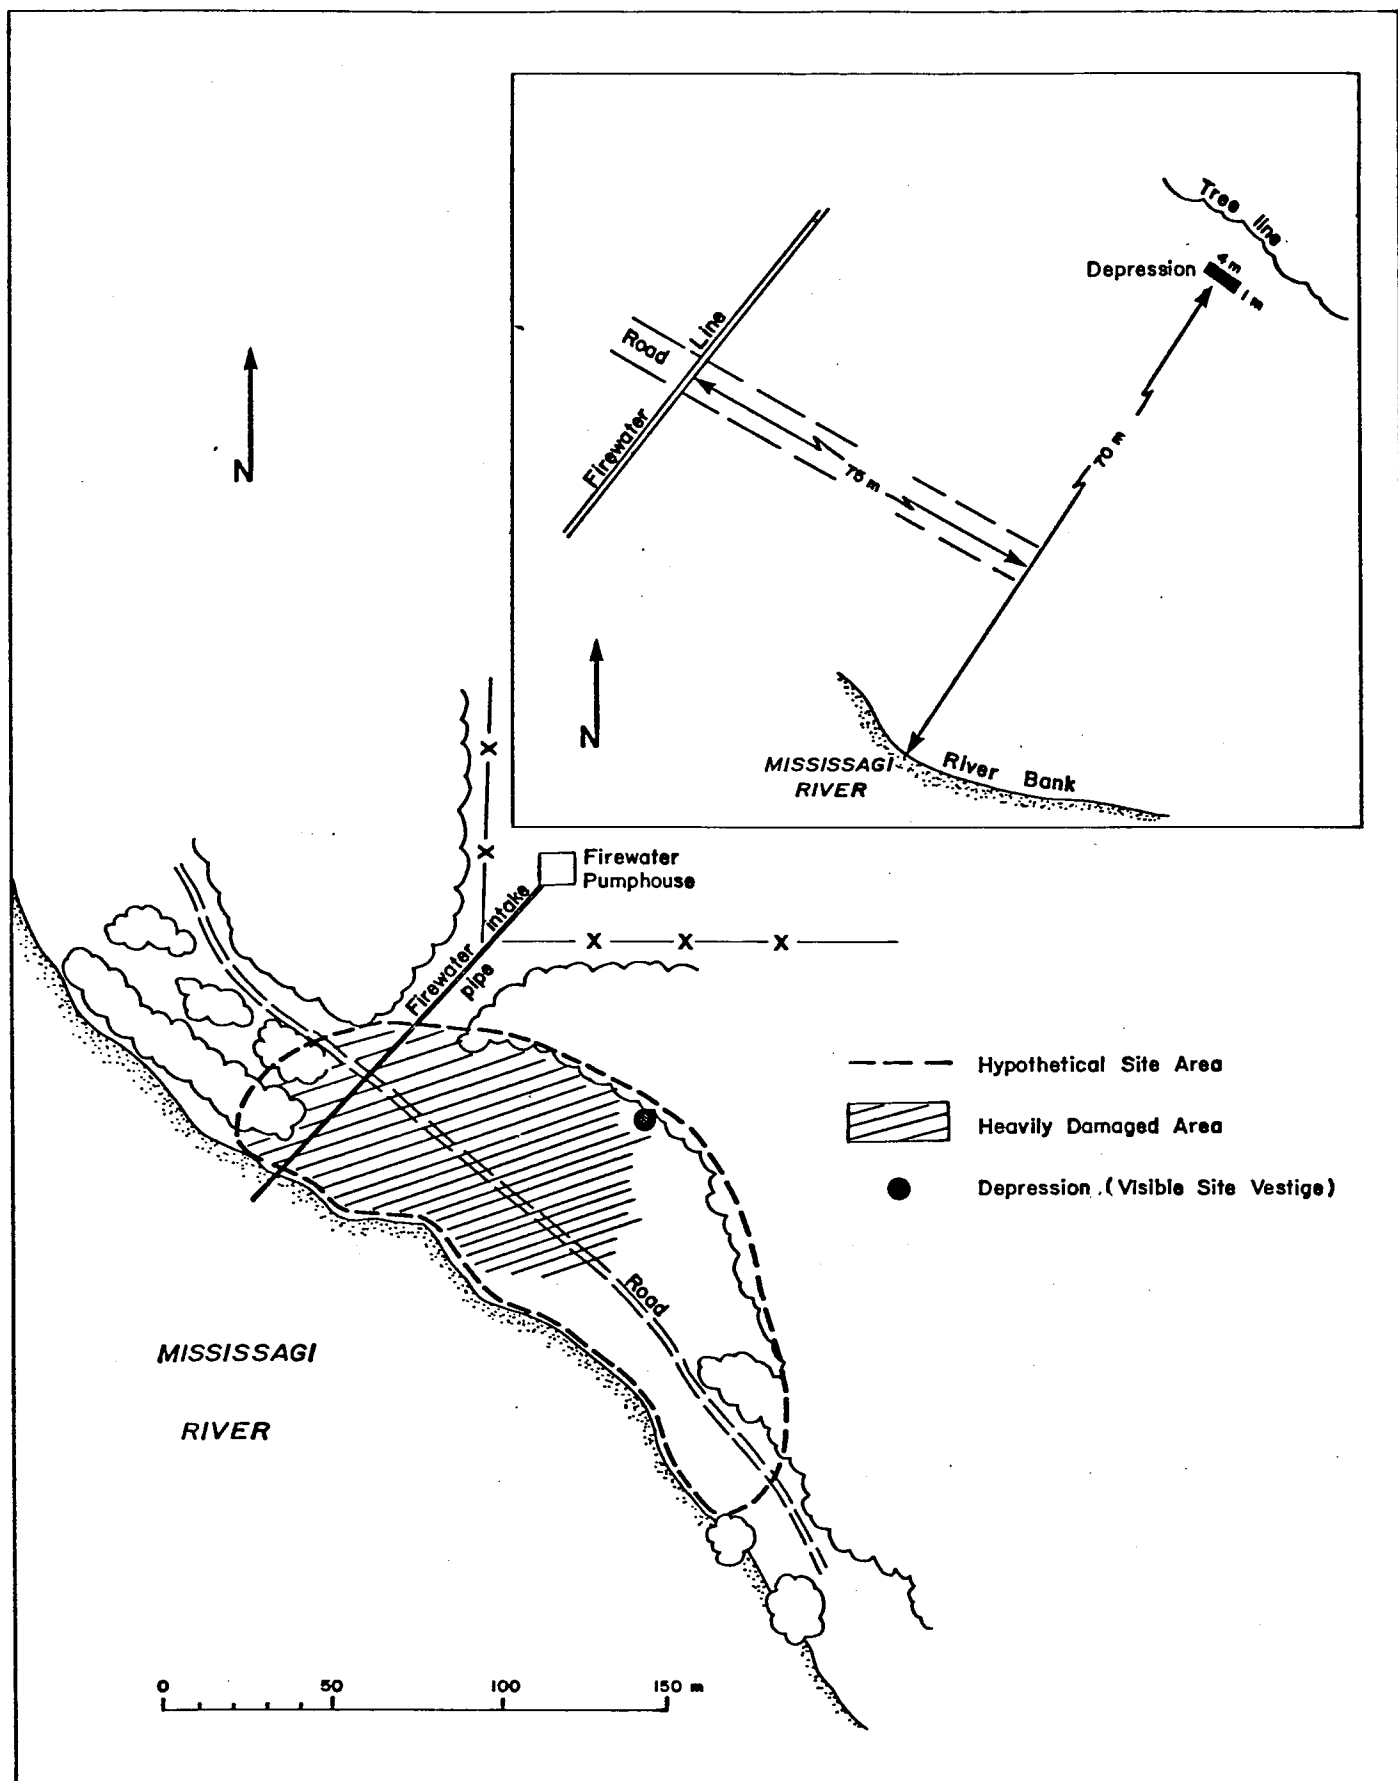 Tree line
Depression
4 m
1 m
Line
Road
Firewater
75 m
70 m
N
N
MISSISSAGI
RIVER
River Bank
Firewater
Pumphouse
intake
Firewater
pipe
X
X
X X X
Hypothetical Site Area
Heavily Damaged Area
Depression. (Visible Site Vestige)
Road
MISSISSAGI
RIVER
0 50 100 150 m